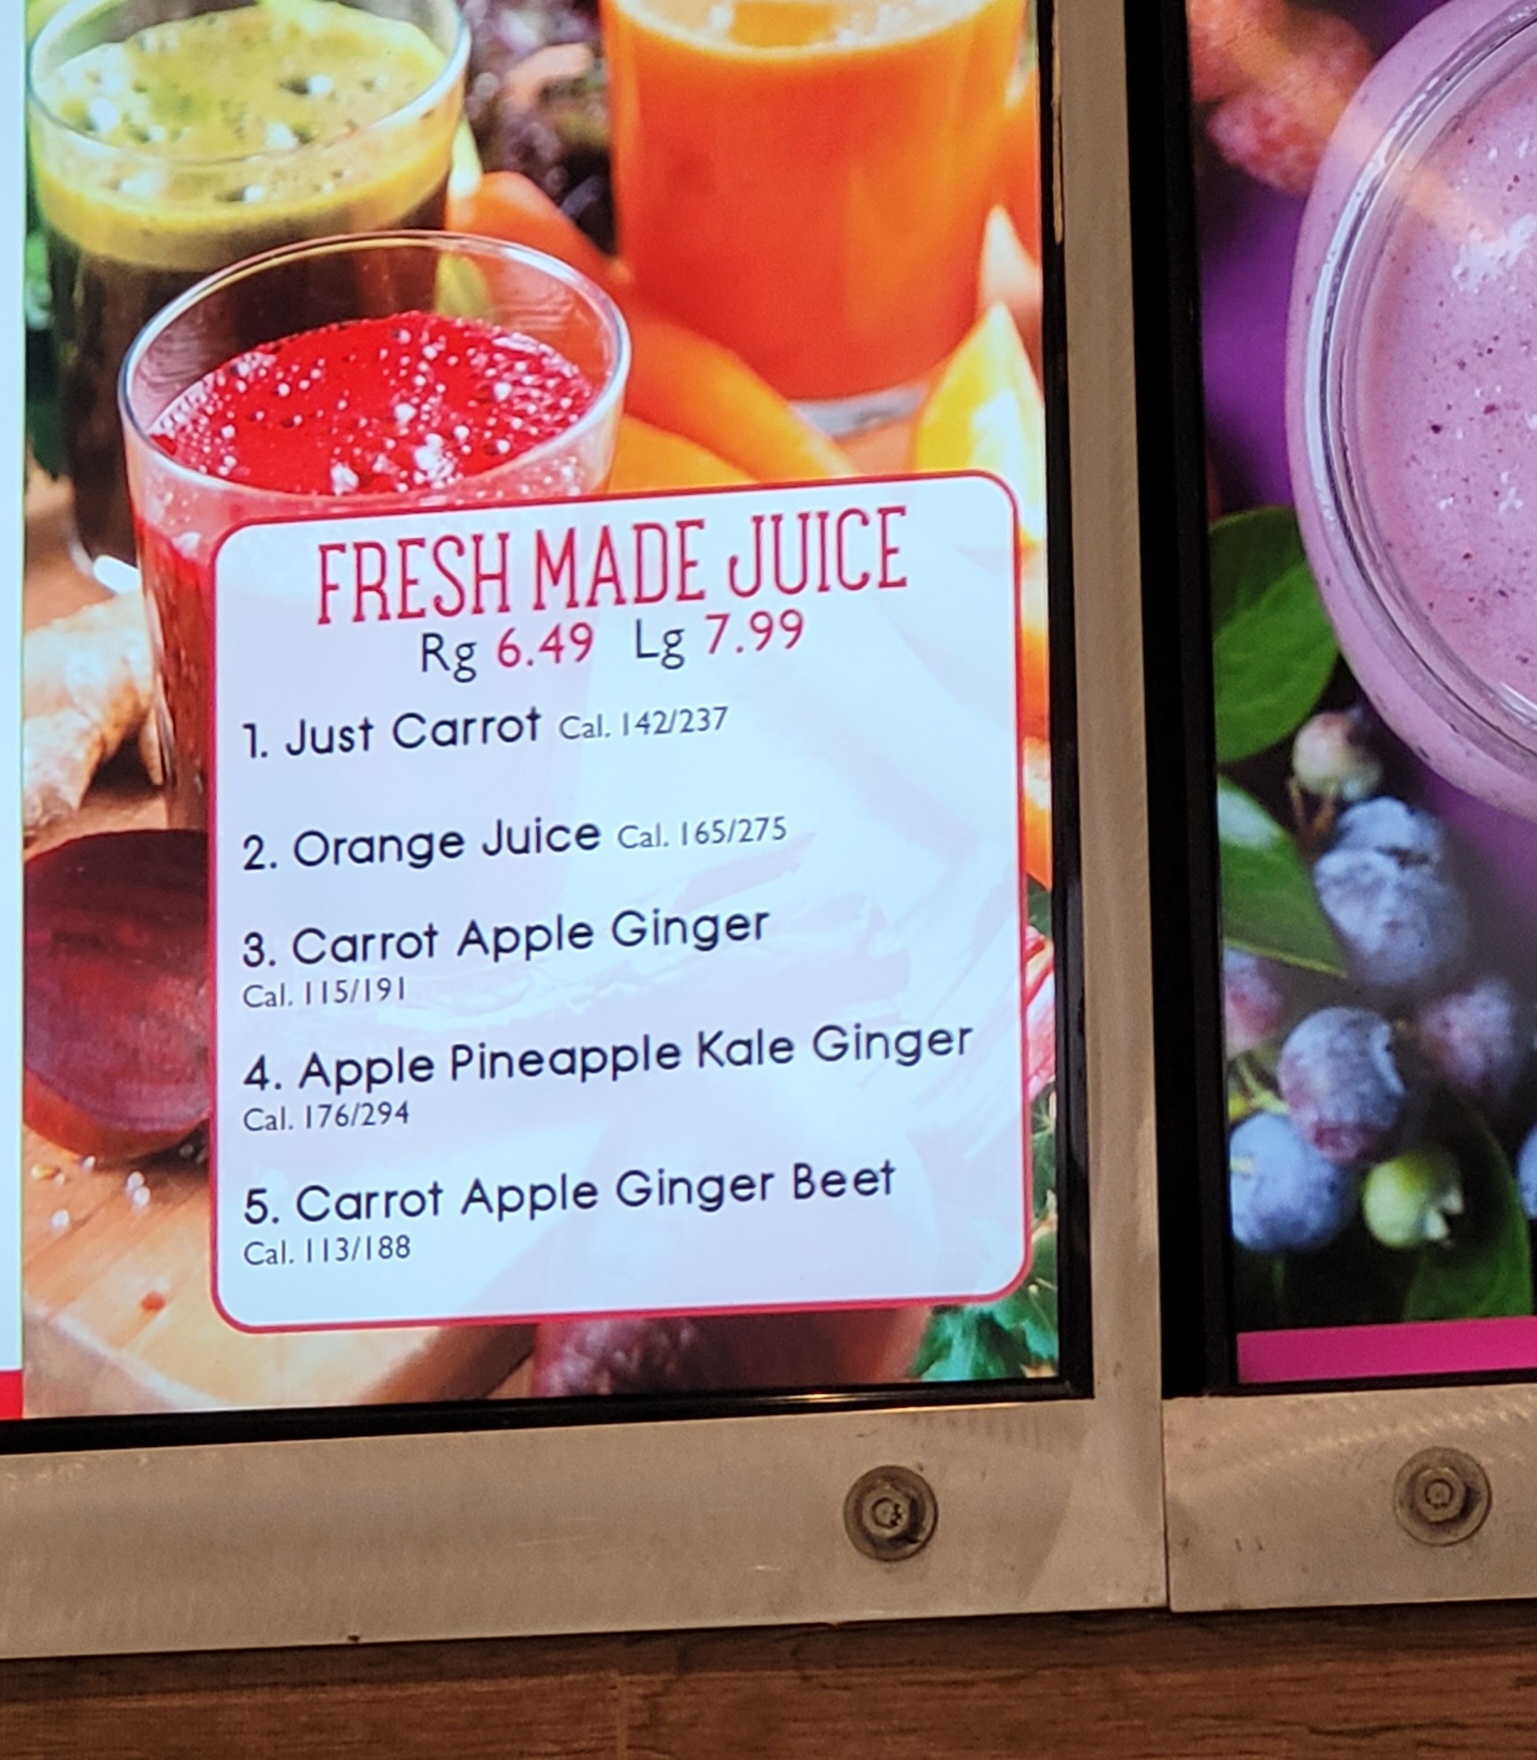 FRESH MADE JUICE
Rg 6.49 Lg 7.99
1. Just Carrot Cal. 142/237
2. Orange Juice Cal. 165/275
3. Carrot Apple Ginger
Cal. 115/191
4. Apple Pineapple Kale Ginger
Cal. 176/294
5. Carrot Apple Ginger Beet
Cal. 113/188